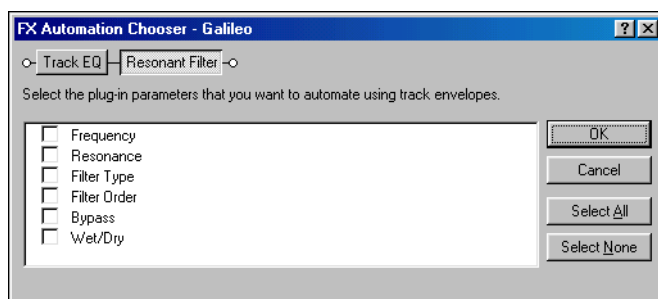 FX Automation Chooser - Galileo
Track EQ Resonant Filter
Select the plug-in parameters that you want to automate using track envelopes.
Frequency
Resonance
Filter Type
Filter Order
Bypass
Wet/Dry
OK
Cancel
Select All
Select None